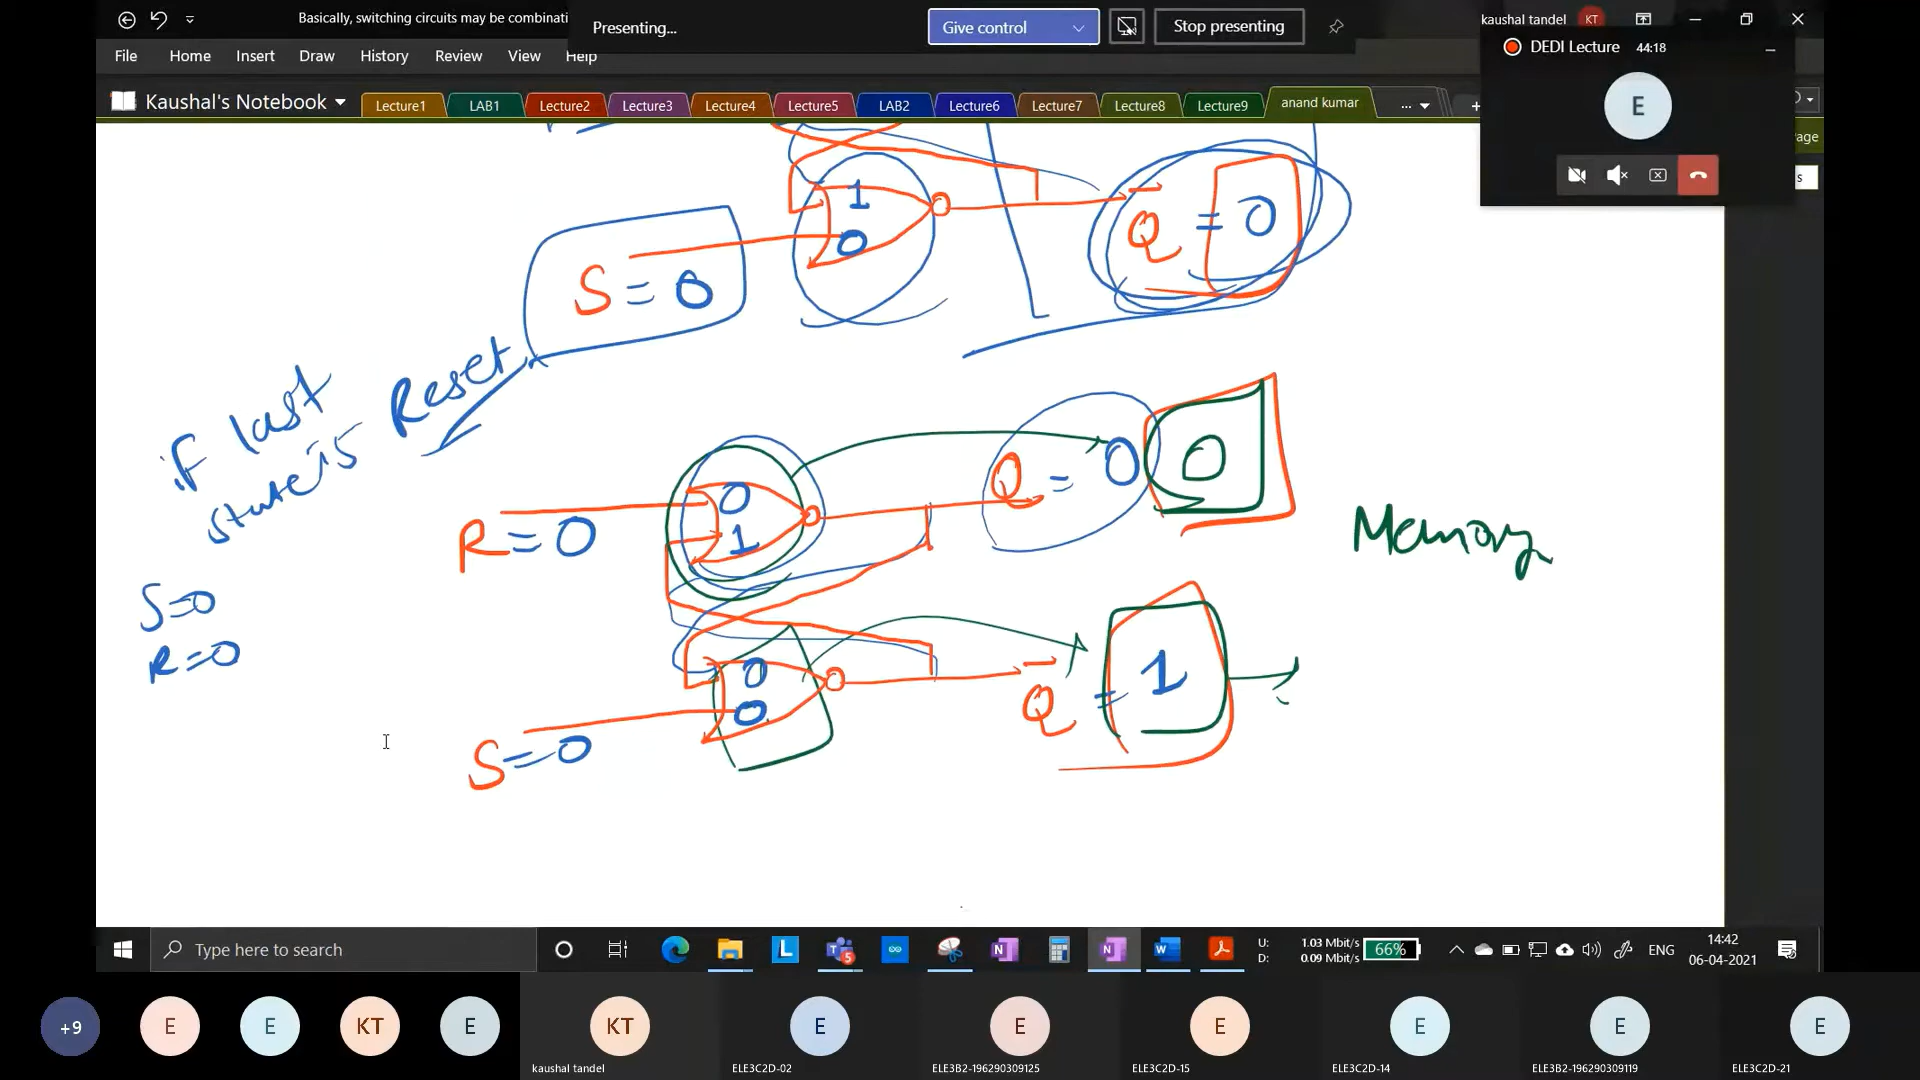 Basically, switching circuits may be combinati
Presenting...
Give control
Stop presenting
kaushal tandel KT
DEDI Lecture 44:18
E
File Home Insert Draw History Review View Help
Kaushal's Notebook
Lecture1 LAB1 Lecture2 Lecture3 Lecture4 Lecture5 LAB2 Lecture6 Lecture7 Lecture8 Lecture9 anand kumar ... +
age
s
1
0
Q = 0
S = 0
if last
state is Reset
0
1
Q = 0 0
R = 0
Memory
S=0
R=0
0
0
Q = 1
S = 0
Type here to search
U: 1.03 Mbit/s
D: 0.09 Mbit/s
66%
ENG
14:42
06-04-2021
+9 E E KT E KT E E E E E E
kaushal tandel ELE3C2D-02 ELE3B2-196290309125 ELE3C2D-15 ELE3C2D-14 ELE3B2-196290309119 ELE3C2D-21